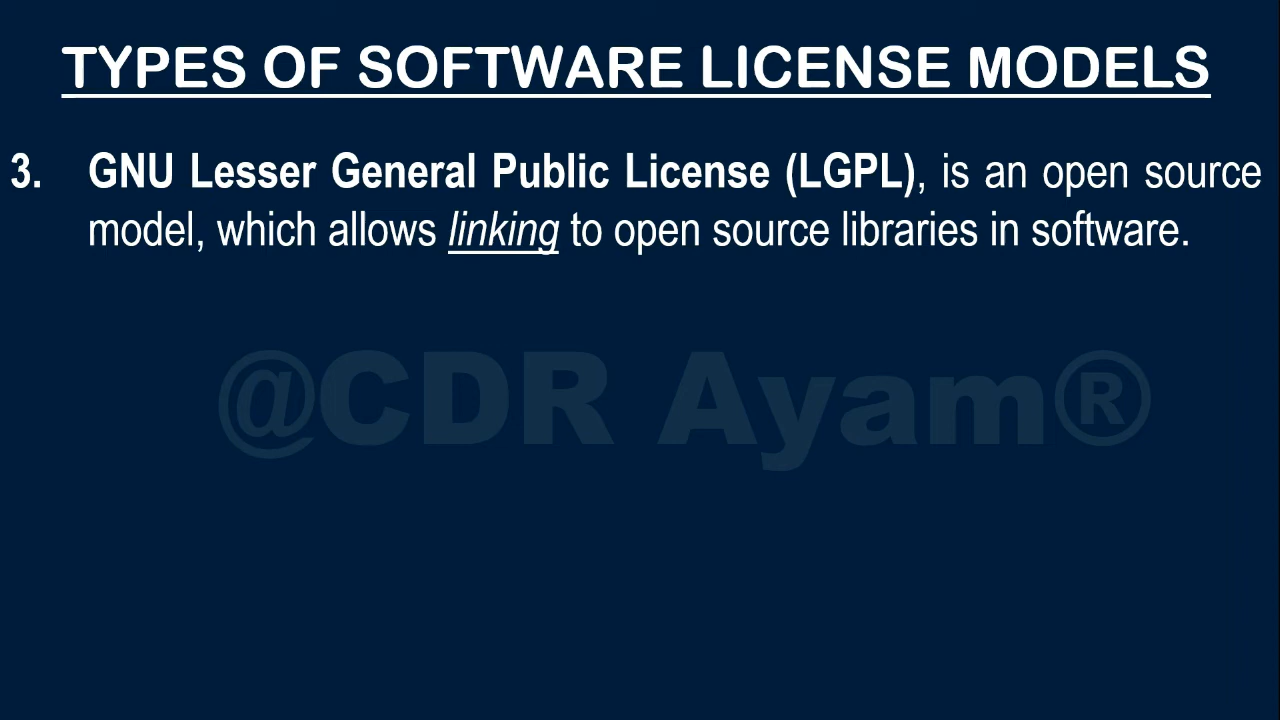 TYPES OF SOFTWARE LICENSE MODELS
3. GNU Lesser General Public License (LGPL), is an open source
model, which allows linking to open source libraries in software.
@CDR Ayam®